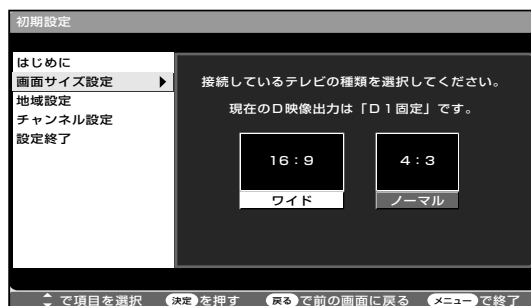 初期設定
はじめに
画面サイズ設定
地域設定
チャンネル設定
設定終了
接続しているテレビの種類を選択してください。
現在のD映像出力は「D1固定」です。
16:9
4:3
ワイド
ノーマル
で項目を選択 決定を押す 戻るで前の画面に戻る メニューで終了